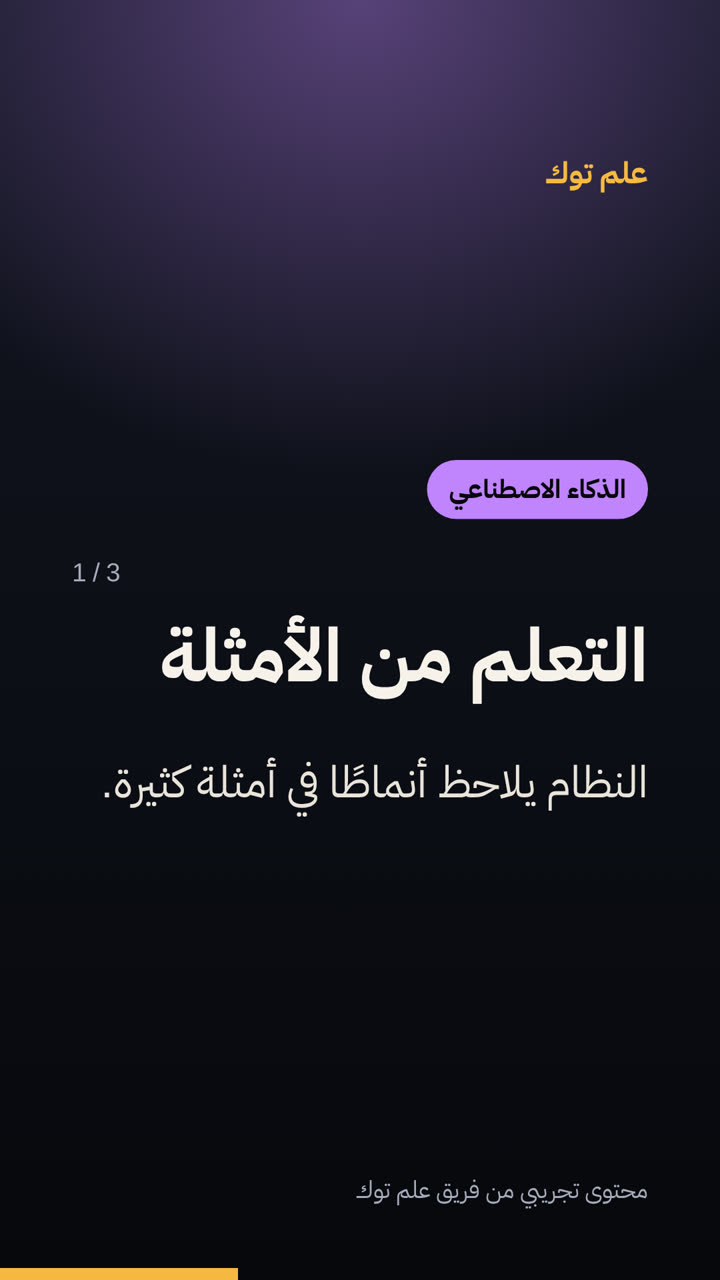 علم توك
الذكاء الاصطناعي
1 / 3
التعلم من الأمثلة
النظام يلاحظ أنماطًا في أمثلة كثيرة.
محتوى تجريبي من فريق علم توك